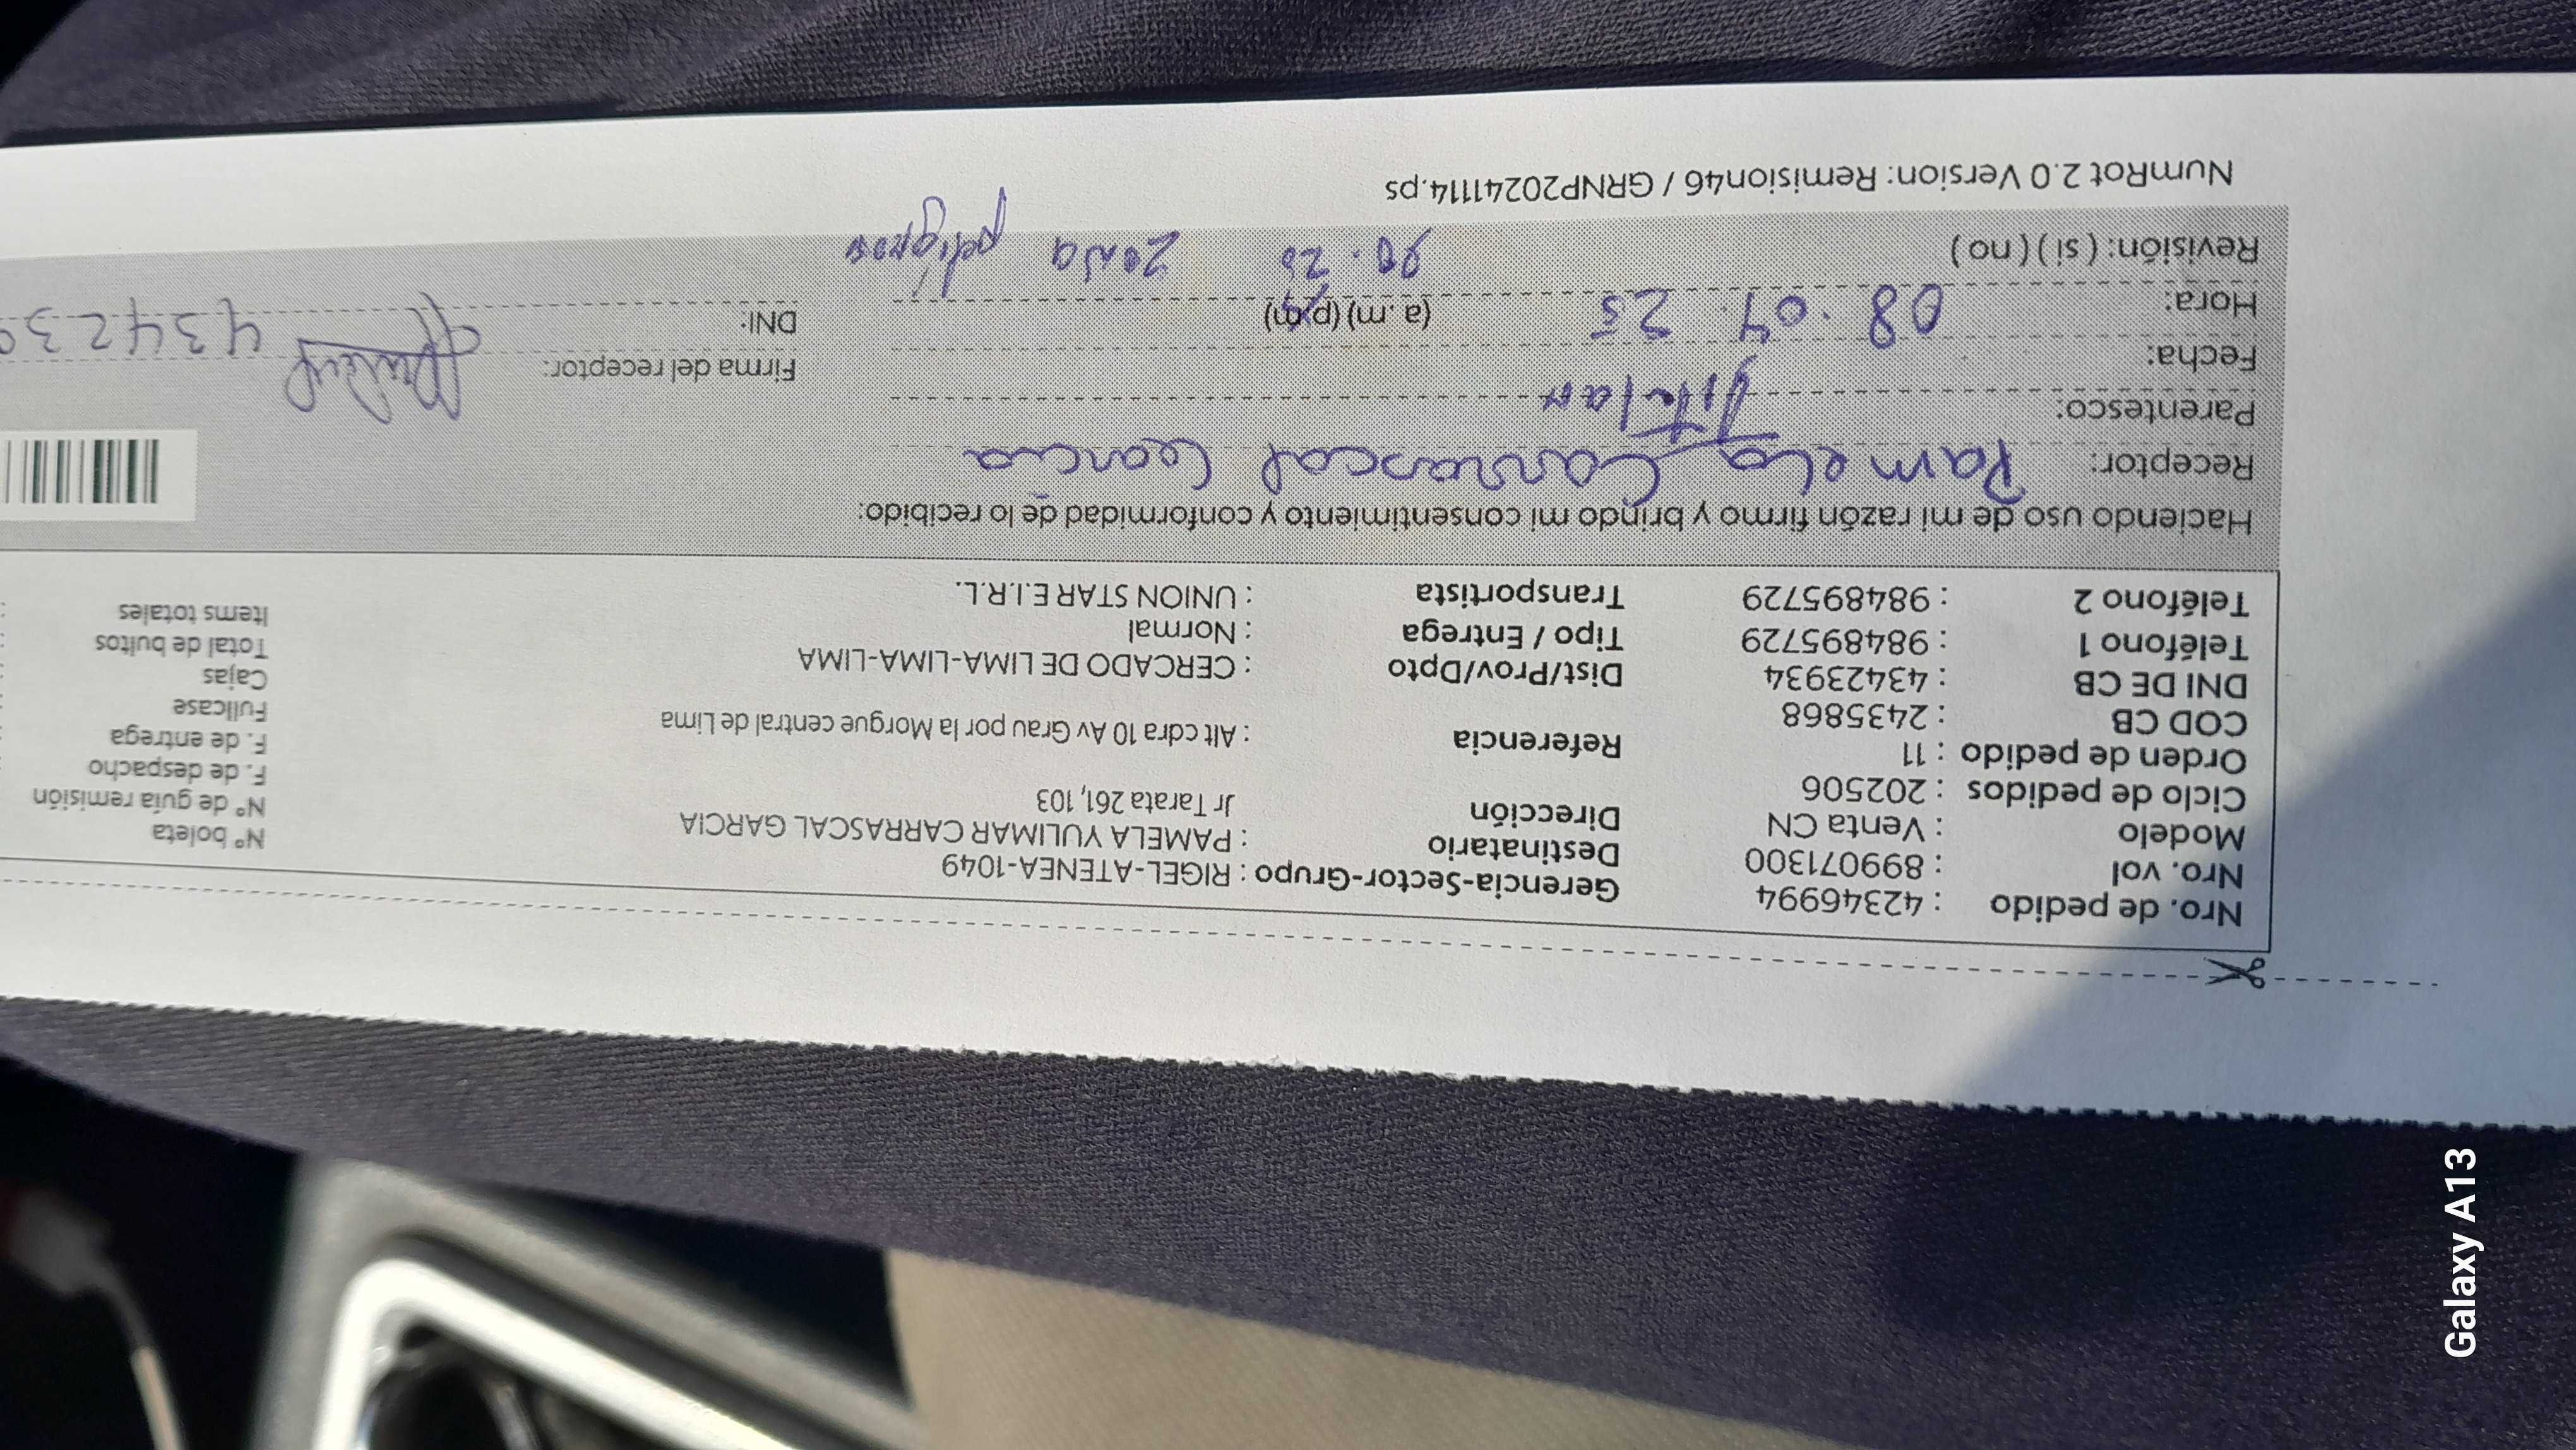 Nro. de pedido : 42346994 Gerencia-Sector-Grupo : RIGEL-ATENEA-1049
Nro. vol : 899071300 Destinatario : PAMELA YULIMAR CARRASCAL GARCIA
Modelo : Venta CN Dirección Jr Tarata 261, 103
Ciclo de pedidos : 202506
Orden de pedido : 11 Referencia : Alt cdra 10 Av Grau por la Morgue central de Lima
COD CB : 2435868
DNI DE CB : 43423934 Dist/Prov/Dpto : CERCADO DE LIMA-LIMA-LIMA
Teléfono 1 : 984895729 Tipo / Entrega : Normal
Teléfono 2 : 984895729 Transportista : UNION STAR E.I.R.L.
Nº boleta
Nº de guía remisión
F. de despacho
F. de entrega
Fullcase
Cajas
Total de bultos
Items totales
Haciendo uso de mi razón firmo y brindo mi consentimiento y conformidad de lo recibido:
Receptor: Pamela Carrascal Garcia
Parentesco: Titular
Fecha: 08.04.25
Hora: (a.m) (p.m)
Revisión: ( si ) ( no ) zona peligrosa
Firma del receptor:
DNI: 434239
NumRot 2.0 Version: Remision46 / GRNP20241114.ps
Galaxy A13